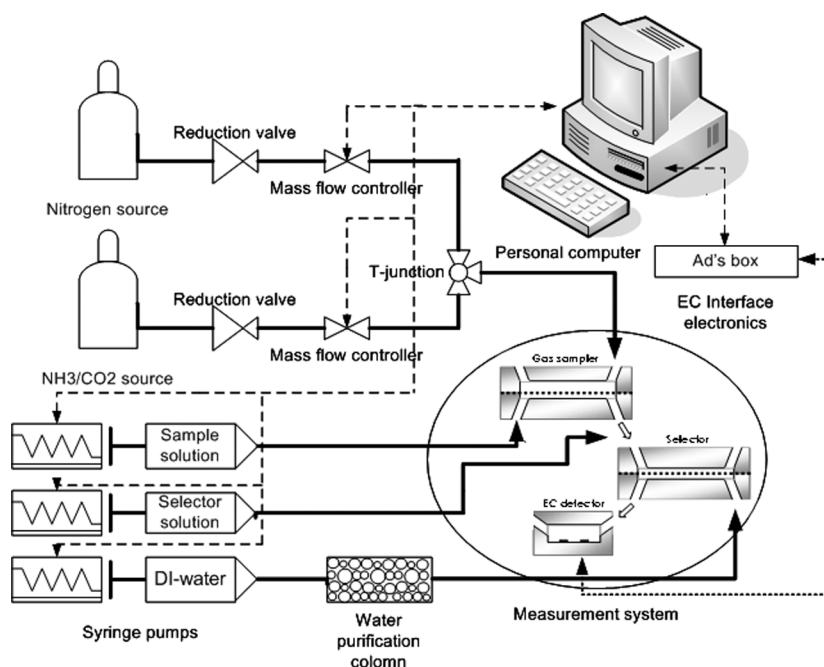 Reduction valve
Mass flow controller
Nitrogen source
Personal computer
T-junction
Ad's box
EC Interface
electronics
Reduction valve
Mass flow controller
NH3/CO2 source
Gas sampler
Sample
solution
Selector
Selector
solution
EC detector
DI-water
Syringe pumps
Water
purification
colomn
Measurement system